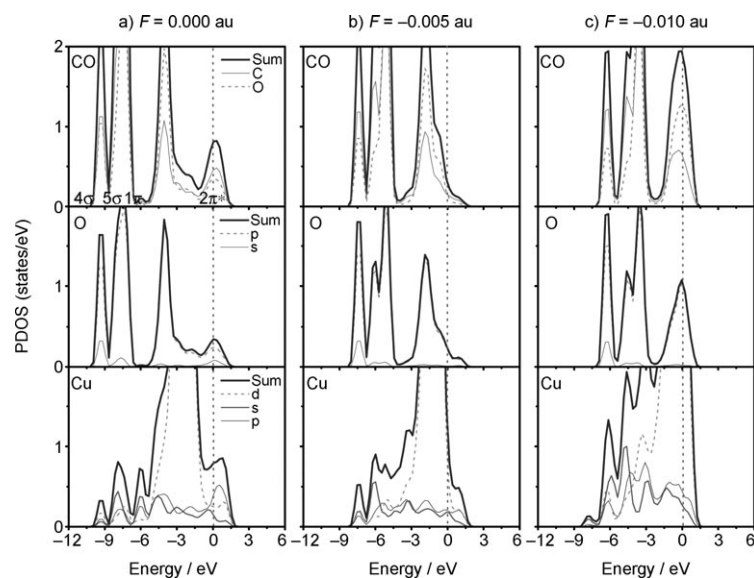 a) F = 0.000 au
b) F = –0.005 au
c) F = –0.010 au
PDOS (states/eV)
2
1
0
CO
Sum
C
O
4σ 5σ 1π 2π*
CO
CO
1
0
O
Sum
p
s
O
O
1
0
Cu
Sum
d
s
p
Cu
Cu
–12 –9 –6 –3 0 3 6
–9 –6 –3 0 3 6
–12 –9 –6 –3 0 3 6
Energy / eV
Energy / eV
Energy / eV